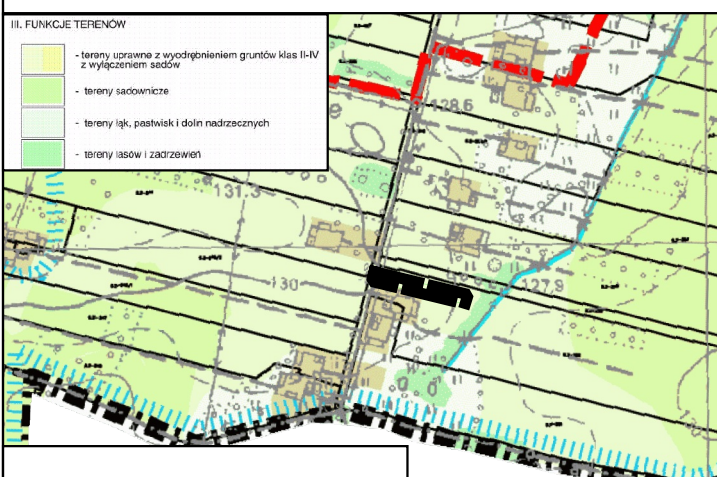 III. FUNKCJE TERENÓW
- tereny uprawne z wyodrębnieniem gruntów klas II-IV
z wyłączeniem sadów
- tereny sadownicze
- tereny łąk, pastwisk i dolin nadrzecznych
- tereny lasów i zadrzewień
128.6
131.3
130
127.9